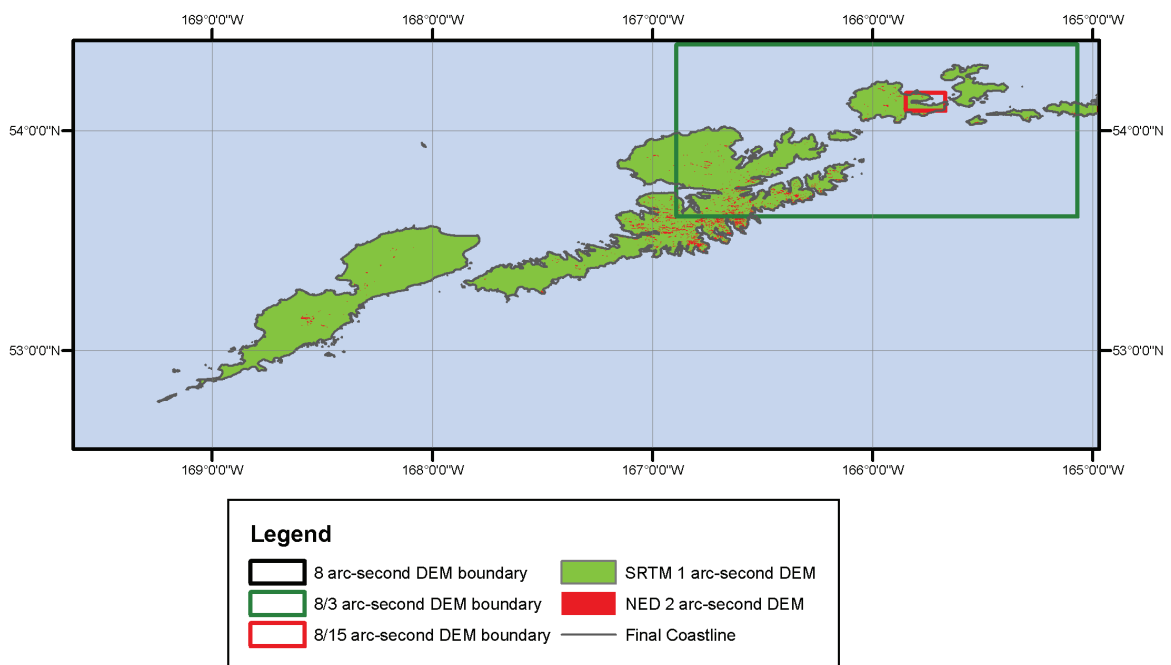 169°0'0"W 168°0'0"W 167°0'0"W 166°0'0"W 165°0'0"W
54°0'0"N 54°0'0"N
53°0'0"N 53°0'0"N
169°0'0"W 168°0'0"W 167°0'0"W 166°0'0"W 165°0'0"W
Legend
8 arc-second DEM boundary SRTM 1 arc-second DEM
8/3 arc-second DEM boundary NED 2 arc-second DEM
8/15 arc-second DEM boundary Final Coastline